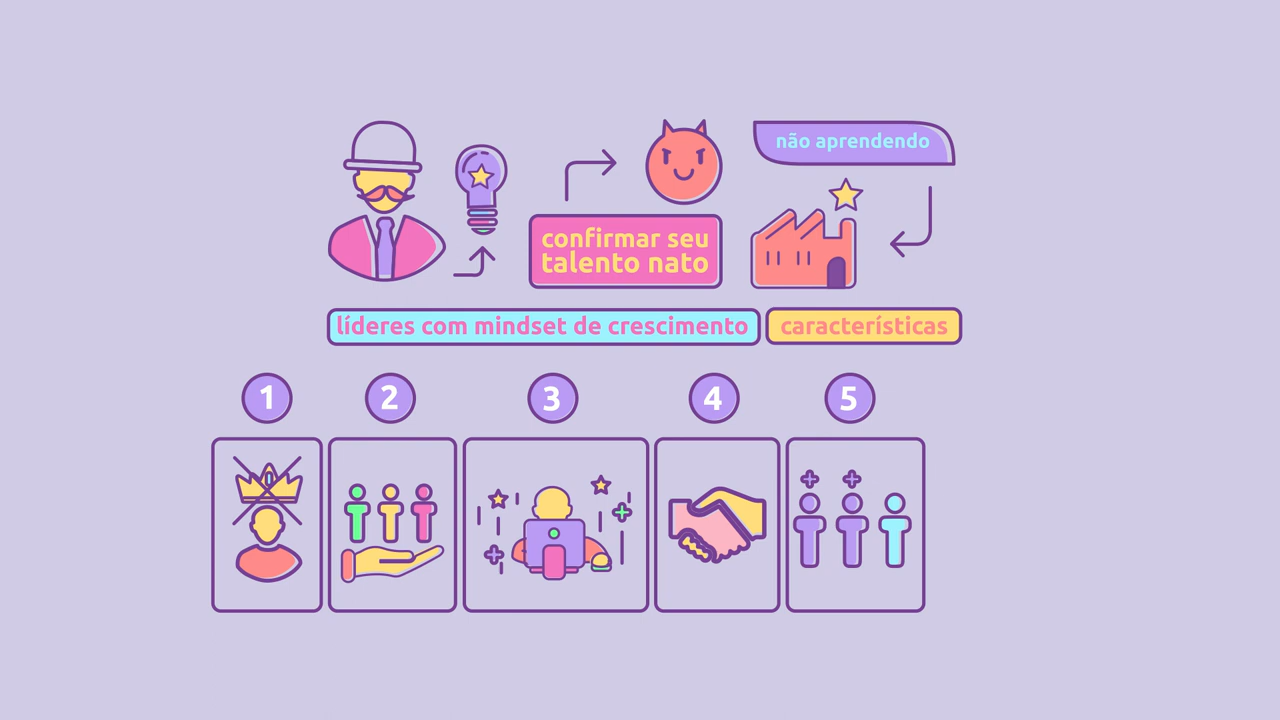 não aprendendo
confirmar seu
talento nato
líderes com mindset de crescimento
características
1
2
3
4
5